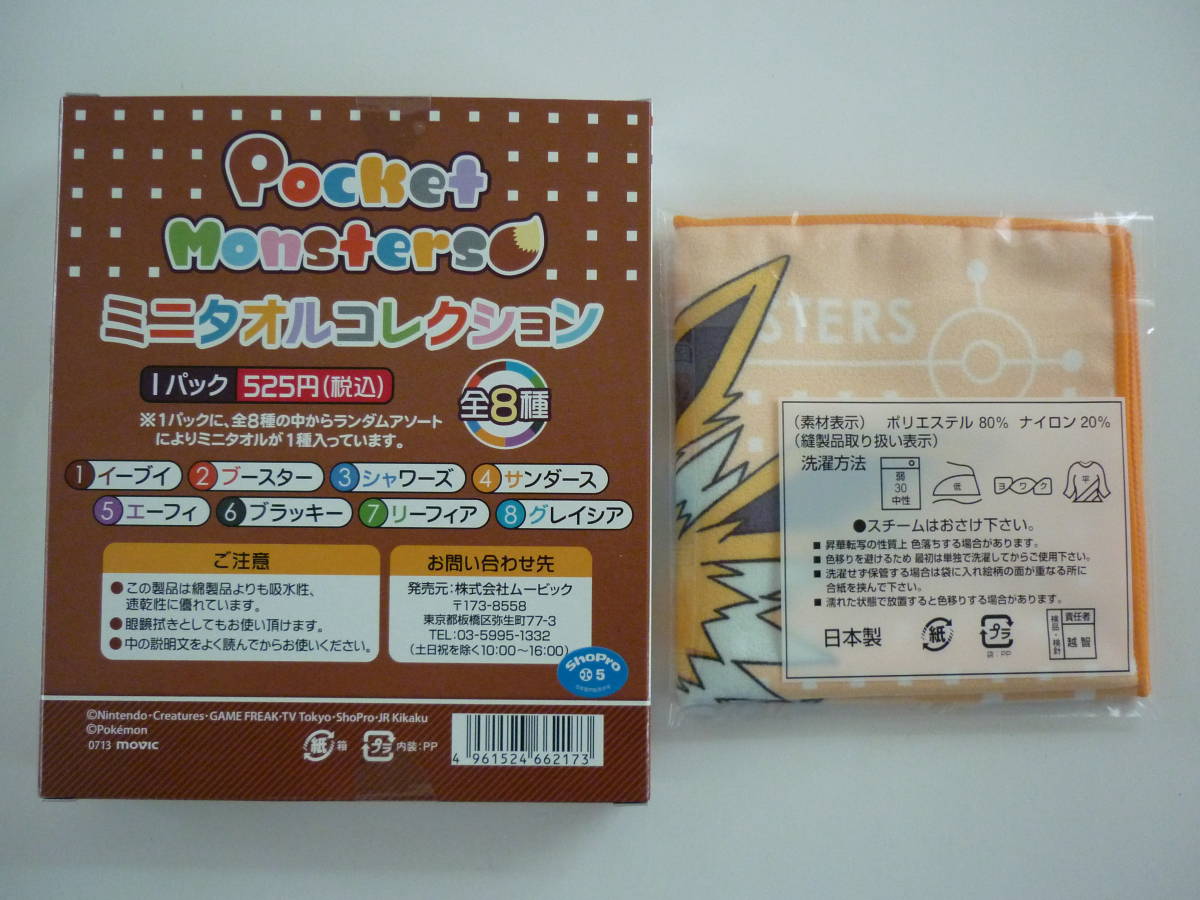 Pocket
Monsters
ミニタオルコレクション
1パック 525円(税込)
全8種
※1パックに、全8種の中からランダムアソート
によりミニタオルが1種入っています。
1 イーブイ 2 ブースター 3 シャワーズ 4 サンダース
5 エーフィ 6 ブラッキー 7 リーフィア 8 グレイシア
ご注意
●この製品は綿製品よりも吸水性、
速乾性に優れています。
●眼鏡拭きとしてもお使い頂けます。
●中の説明文をよく読んでからお使いください。
お問い合わせ先
発売元:株式会社ムービック
〒173-8558
東京都板橋区弥生町77-3
TEL:03-5995-1332
(土日祝を除く10:00〜16:00)
ShoPro
小 5
©Nintendo・Creatures・GAME FREAK・TV Tokyo・ShoPro・JR Kikaku
©Pokémon
0713 movic
紙 箱
プラ 内装:PP
4 961524 662173
STERS
(素材表示) ポリエステル 80% ナイロン 20%
(縫製品取り扱い表示)
洗濯方法
弱
30
中性
低
ヨワク
平
●スチームはおさけ下さい。
■ 昇華転写の性質上 色落ちする場合があります。
■ 色移りを避けるため 最初は単独で洗濯してからご使用下さい。
■ 洗濯せず保管する場合は袋に入れ絵柄の面が重なる所に
合紙を挟んで下さい。
■ 濡れた状態で放置すると色移りする場合があります。
日本製
紙
プラ
袋:PP
検品・検針
責任者
越智